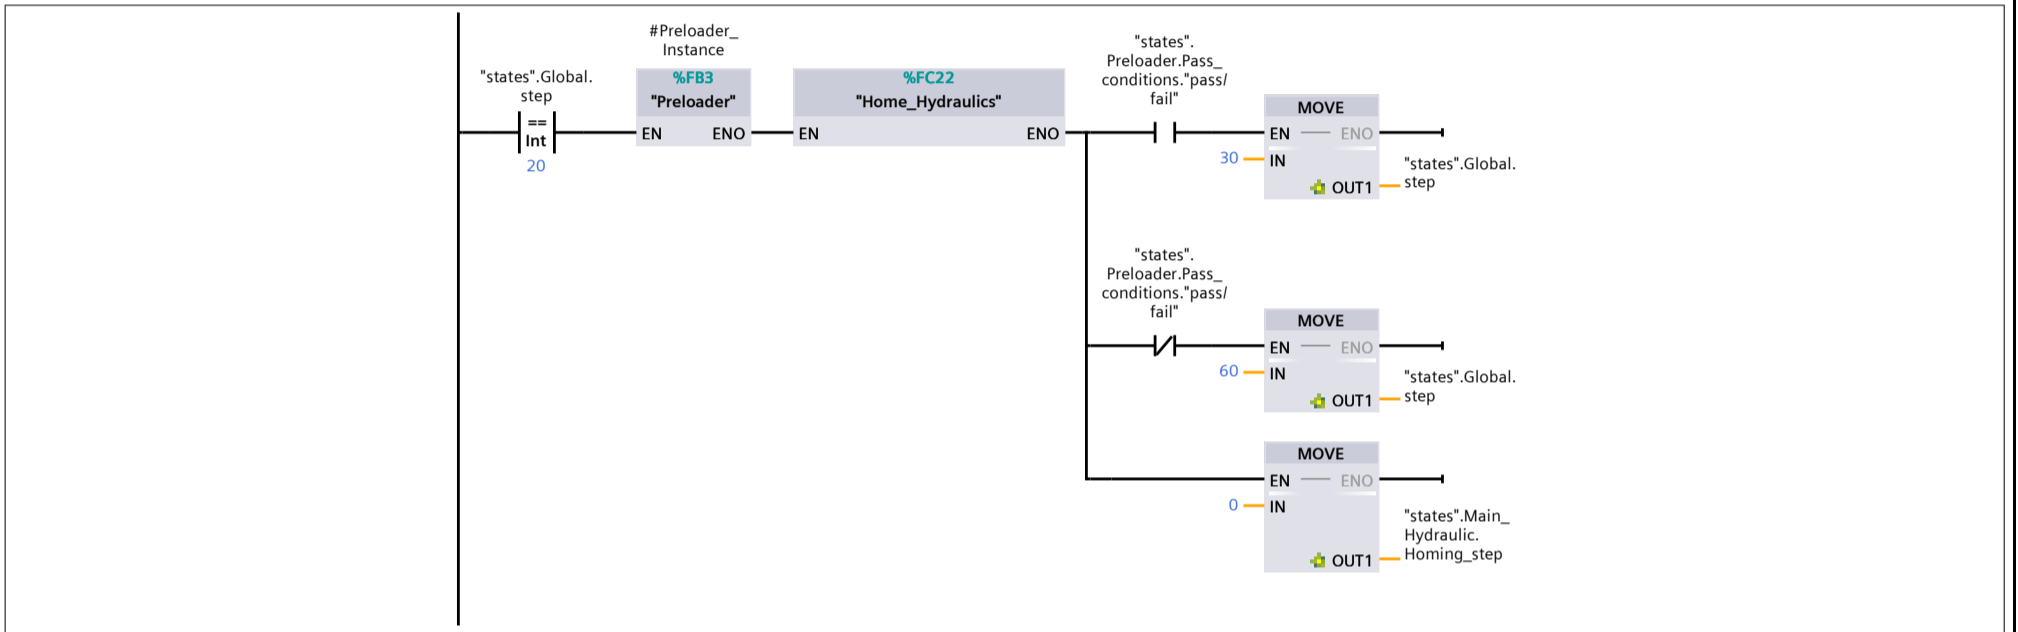 #Preloader_
Instance
"states".Global.
step
==
Int
20
%FB3
"Preloader"
EN ENO
%FC22
"Home_Hydraulics"
EN ENO
"states".
Preloader.Pass_
conditions."pass/
fail"
MOVE
EN ENO
30 IN
OUT1
"states".Global.
step
"states".
Preloader.Pass_
conditions."pass/
fail"
MOVE
EN ENO
60 IN
OUT1
"states".Global.
step
MOVE
EN ENO
0 IN
OUT1
"states".Main_
Hydraulic.
Homing_step